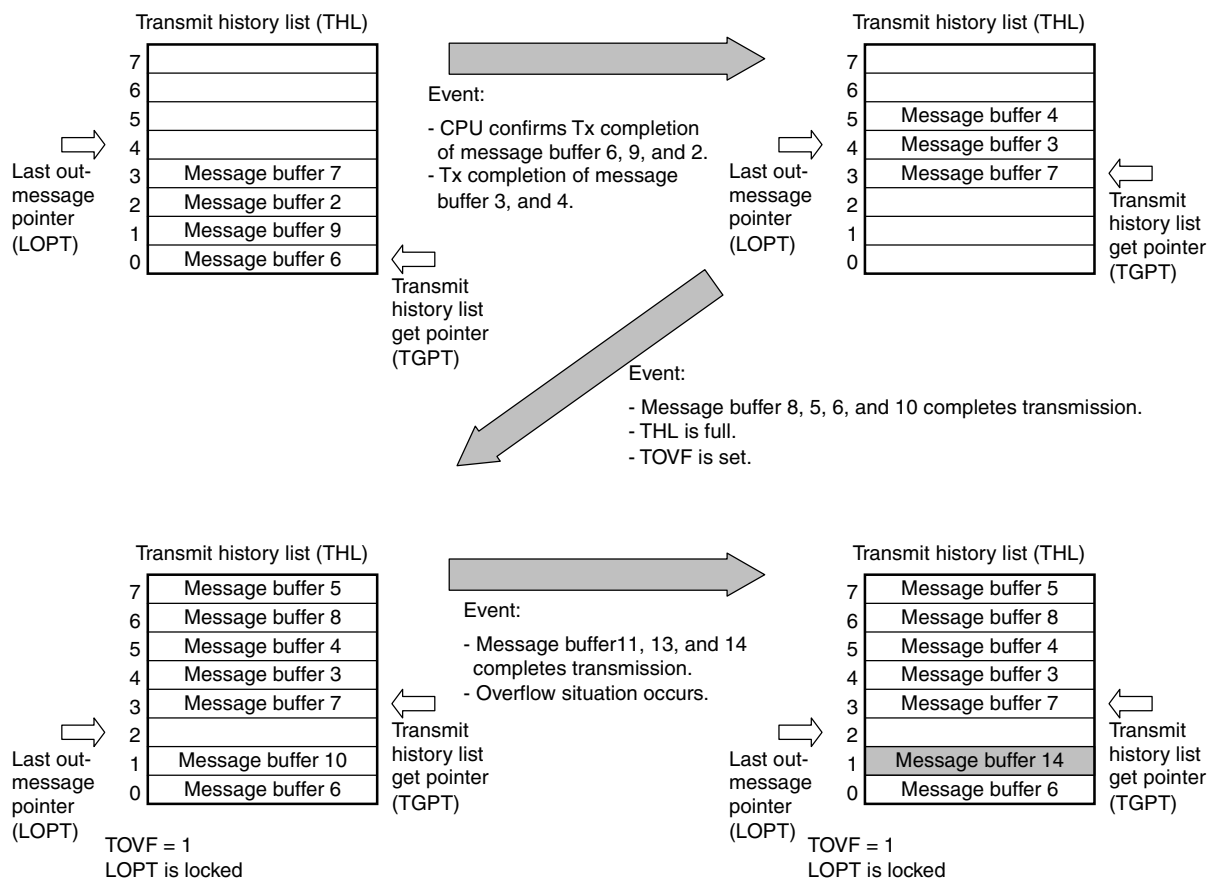 Transmit history list (THL)
7
6
5
4
3 Message buffer 7
2 Message buffer 2
1 Message buffer 9
0 Message buffer 6
Last out-
message
pointer
(LOPT)
Transmit
history list
get pointer
(TGPT)
Event:
- CPU confirms Tx completion
of message buffer 6, 9, and 2.
- Tx completion of message
buffer 3, and 4.
Transmit history list (THL)
7
6
5 Message buffer 4
4 Message buffer 3
3 Message buffer 7
2
1
0
Last out-
message
pointer
(LOPT)
Transmit
history list
get pointer
(TGPT)
Event:
- Message buffer 8, 5, 6, and 10 completes transmission.
- THL is full.
- TOVF is set.
Transmit history list (THL)
7 Message buffer 5
6 Message buffer 8
5 Message buffer 4
4 Message buffer 3
3 Message buffer 7
2
1 Message buffer 10
0 Message buffer 6
Last out-
message
pointer
(LOPT)
Transmit
history list
get pointer
(TGPT)
TOVF = 1
LOPT is locked
Event:
- Message buffer11, 13, and 14
completes transmission.
- Overflow situation occurs.
Transmit history list (THL)
7 Message buffer 5
6 Message buffer 8
5 Message buffer 4
4 Message buffer 3
3 Message buffer 7
2
1 Message buffer 14
0 Message buffer 6
Last out-
message
pointer
(LOPT)
Transmit
history list
get pointer
(TGPT)
TOVF = 1
LOPT is locked